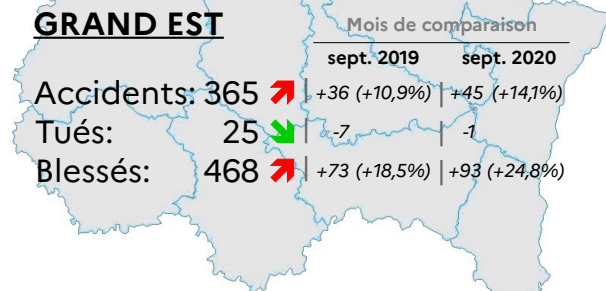 GRAND EST
Mois de comparaison
sept. 2019 sept. 2020
Accidents: 365 +36 (+10,9%) +45 (+14,1%)
Tués: 25 -7 -1
Blessés: 468 +73 (+18,5%) +93 (+24,8%)